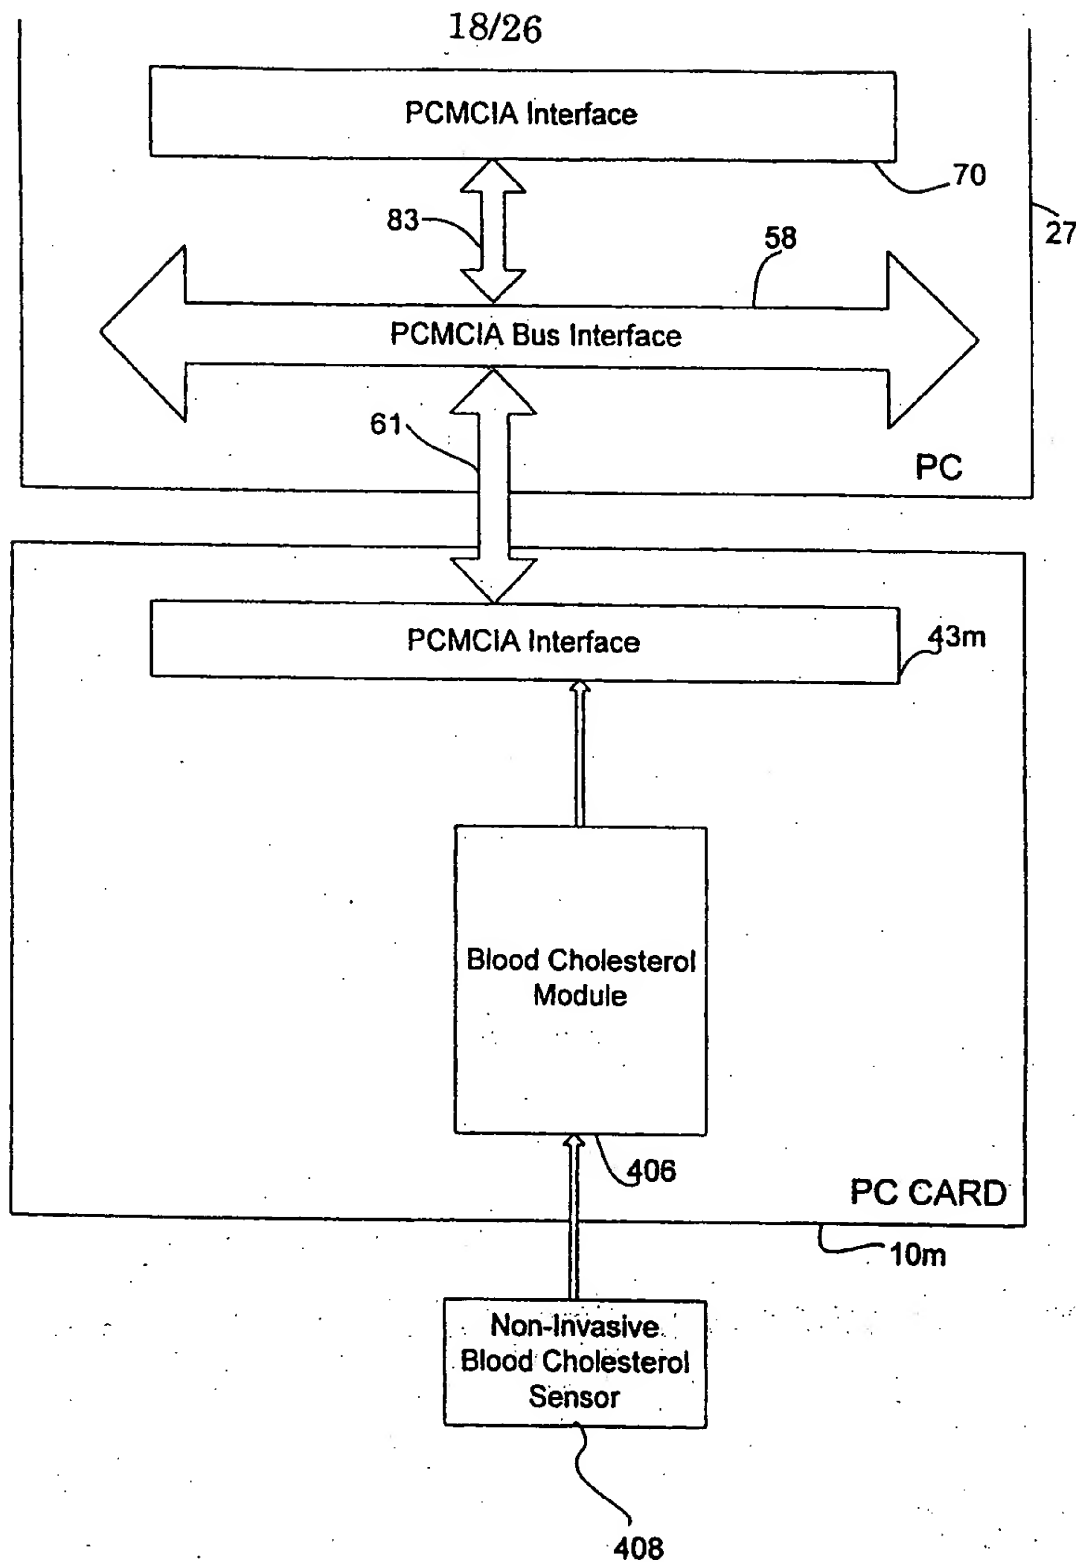 18/26
PCMCIA Interface
70
27
83
58
PCMCIA Bus Interface
61
PC
PCMCIA Interface
43m
Blood Cholesterol
Module
406
PC CARD
10m
Non-Invasive
Blood Cholesterol
Sensor
408